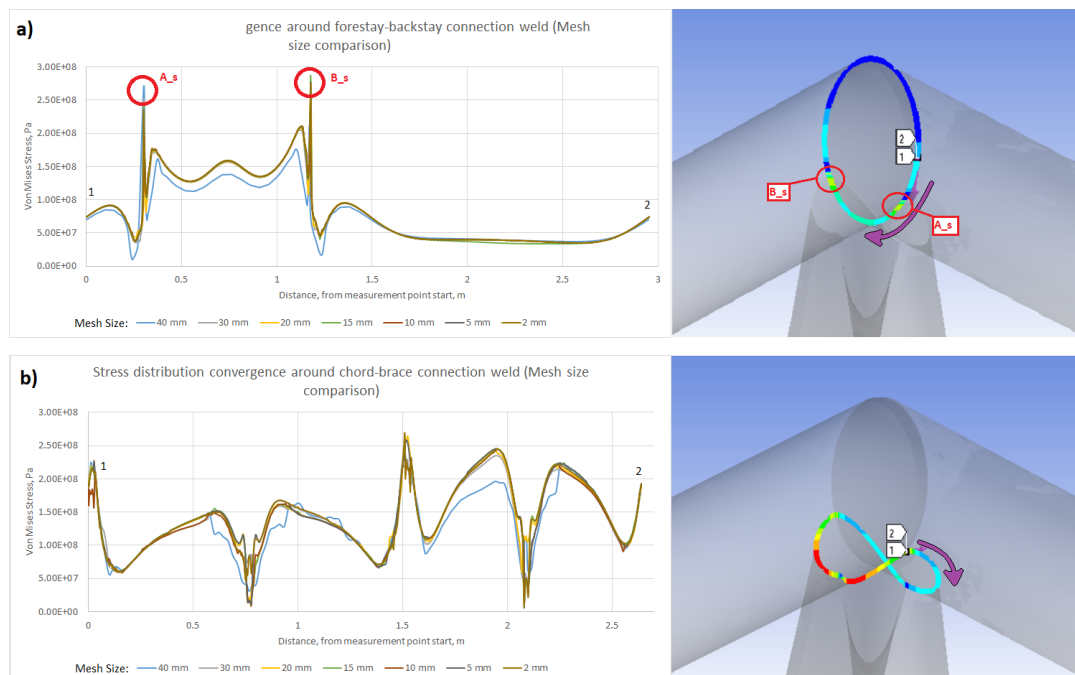 a)
gence around forestay-backstay connection weld (Mesh
size comparison)
3.00E+08
2.50E+08
2.00E+08
1.50E+08
1.00E+08
5.00E+07
0.00E+00
Von Mises Stress, Pa
A_s
B_s
1
2
0
0.5
1
1.5
2
2.5
3
Distance, from measurement point start, m
Mesh Size:
40 mm
30 mm
20 mm
15 mm
10 mm
5 mm
2 mm
2
1
B_s
A_s
b)
Stress distribution convergence around chord-brace connection weld (Mesh size
comparison)
3.00E+08
2.50E+08
2.00E+08
1.50E+08
1.00E+08
5.00E+07
0.00E+00
Von Mises Stress, Pa
1
2
0
0.5
1
1.5
2
2.5
Distance, from measurement point start, m
Mesh Size:
40 mm
30 mm
20 mm
15 mm
10 mm
5 mm
2 mm
2
1